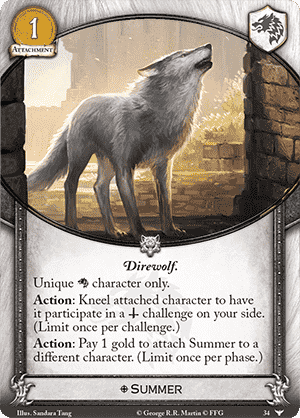 1
ATTACHMENT
Direwolf.
Unique character only.
Action: Kneel attached character to have
it participate in a challenge on your side.
(Limit once per challenge.)
Action: Pay 1 gold to attach Summer to a
different character. (Limit once per phase.)
SUMMER
Illus. Sandara Tang © George R.R. Martin © FFG 34